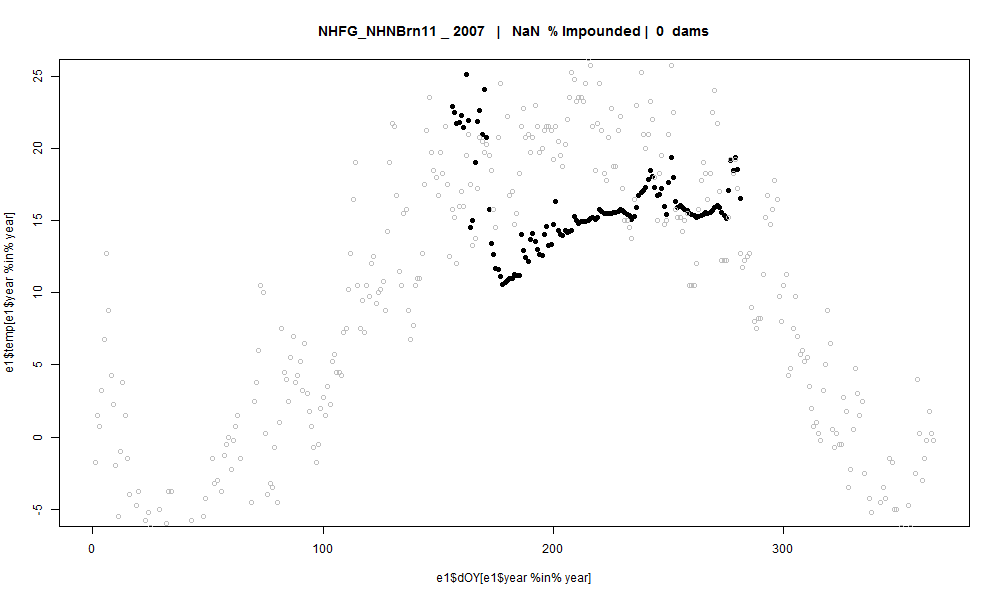 NHFG_NHNBrn11 _ 2007 | NaN % Impounded | 0 dams
25
20
15
10
5
0
-5
e1$temp[e1$year %in% year]
0 100 200 300
e1$dOY[e1$year %in% year]